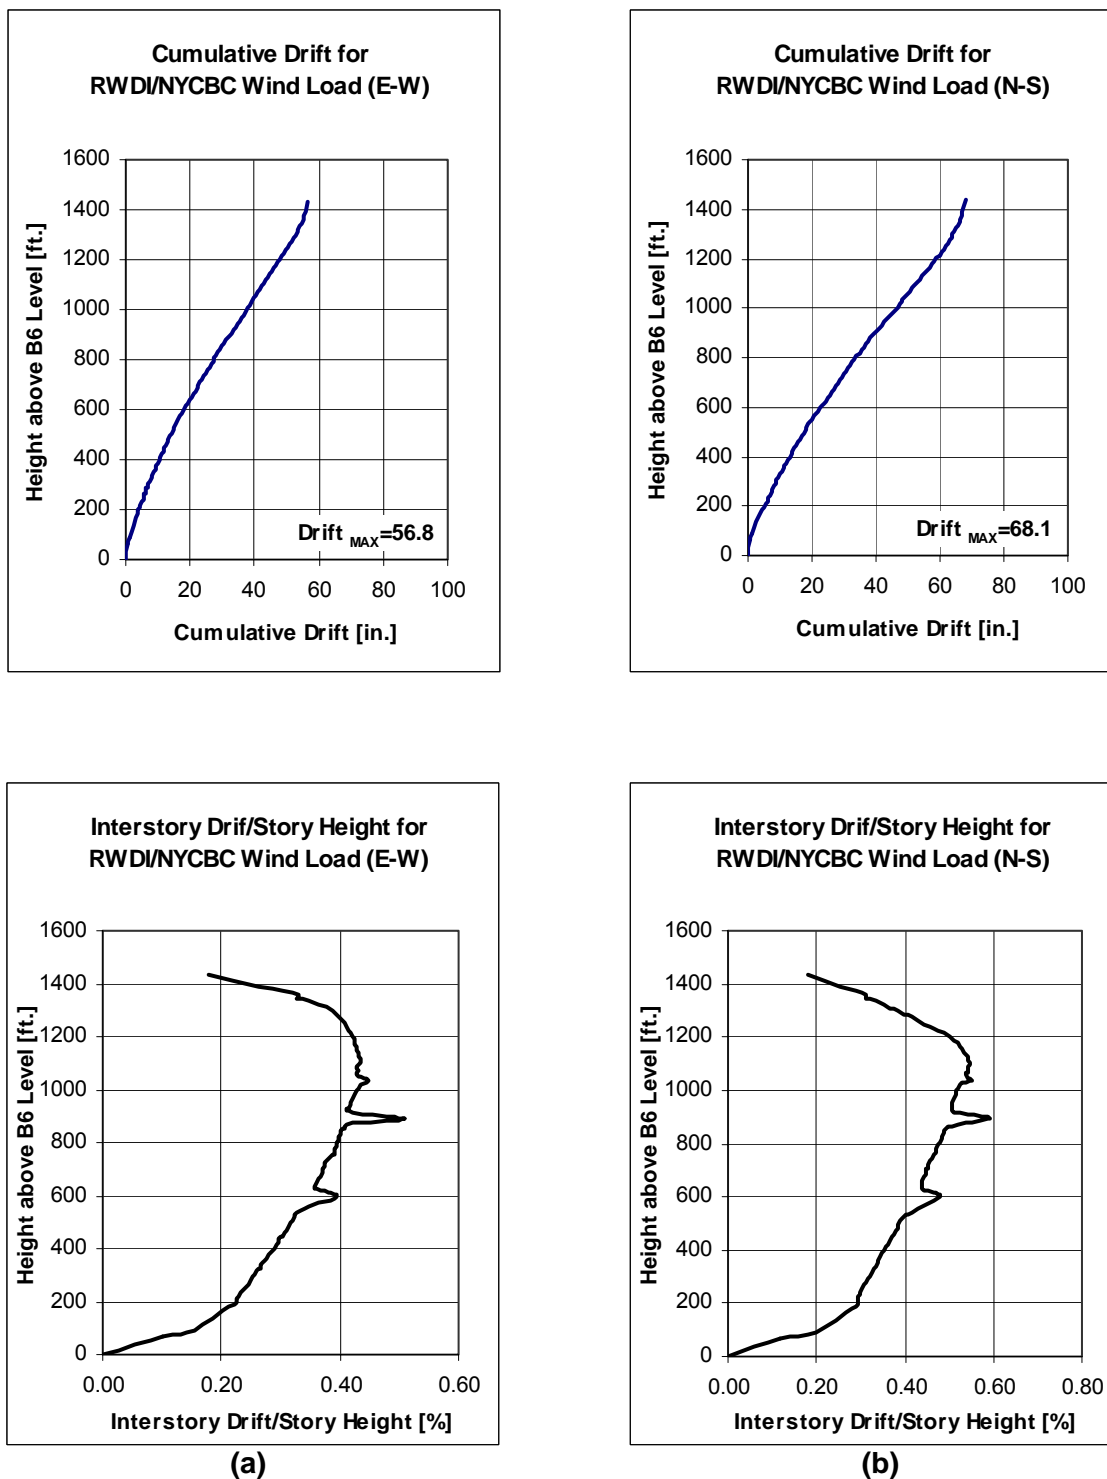 Cumulative Drift for
RWDI/NYCBC Wind Load (E-W)
Height above B6 Level [ft.]
1600
1400
1200
1000
800
600
400
200
0
Drift MAX=56.8
0 20 40 60 80 100
Cumulative Drift [in.]
Cumulative Drift for
RWDI/NYCBC Wind Load (N-S)
Height above B6 Level [ft.]
1600
1400
1200
1000
800
600
400
200
0
Drift MAX=68.1
0 20 40 60 80 100
Cumulative Drift [in.]
Interstory Drif/Story Height for
RWDI/NYCBC Wind Load (E-W)
Height above B6 Level [ft.]
1600
1400
1200
1000
800
600
400
200
0
0.00 0.20 0.40 0.60
Interstory Drift/Story Height [%]
(a)
Interstory Drif/Story Height for
RWDI/NYCBC Wind Load (N-S)
Height above B6 Level [ft.]
1600
1400
1200
1000
800
600
400
200
0
0.00 0.20 0.40 0.60 0.80
Interstory Drift/Story Height [%]
(b)